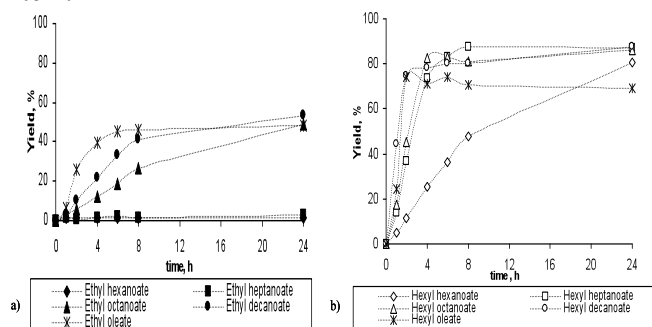 100
80
60
40
20
0
Yield, %
0 4 8 12 16 20 24
time, h
Ethyl hexanoate Ethyl heptanoate
Ethyl octanoate Ethyl decanoate
Ethyl oleate
a)
100
80
60
40
20
0
Yield, %
0 4 8 12 16 20 24
time, h
Hexyl hexanoate Hexyl heptanoate
Hexyl octanoate Hexyl decanoate
Hexyl oleate
b)